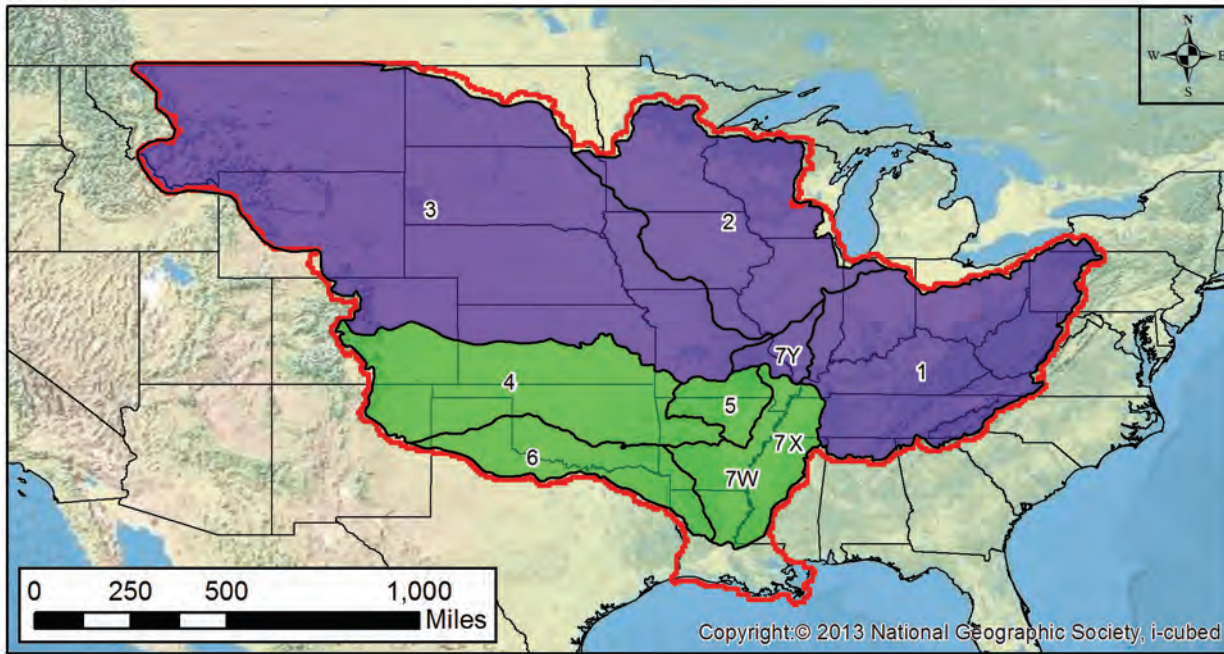 N
W E
S
3
2
7Y
1
4
5
7X
6
7W
0 250 500 1,000
Miles
Copyright:© 2013 National Geographic Society, i-cubed